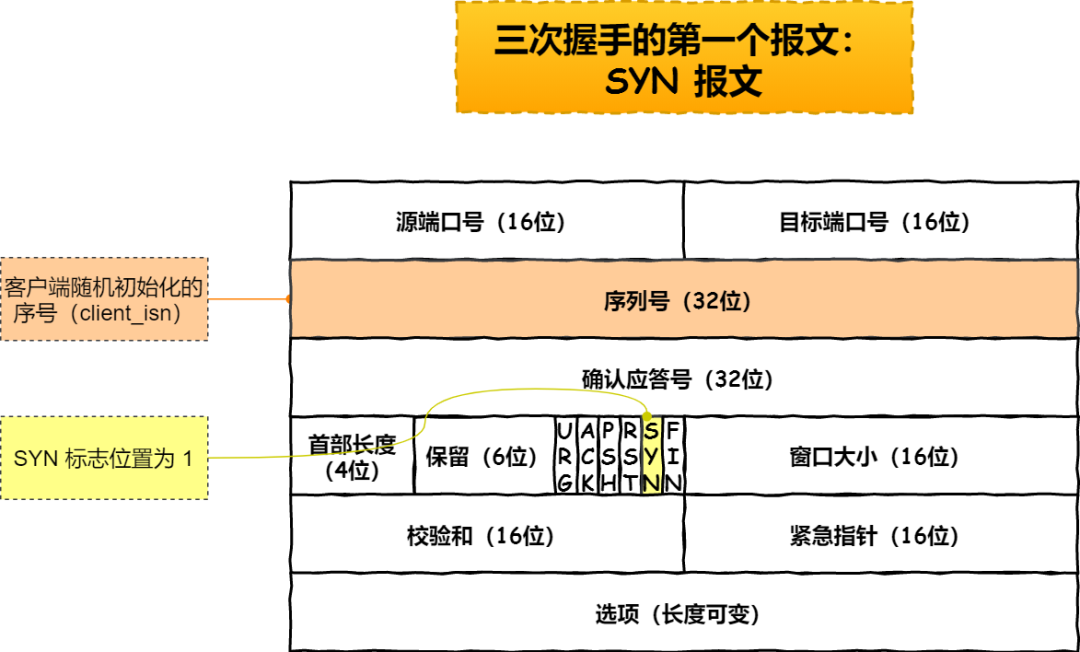 三次握手的第一个报文：
SYN 报文
源端口号（16位）
目标端口号（16位）
客户端随机初始化的
序号（client_isn）
序列号（32位）
确认应答号（32位）
SYN 标志位置为 1
首部长度
（4位）
保留（6位）
URG
ACK
PSH
RST
SYN
FIN
窗口大小（16位）
校验和（16位）
紧急指针（16位）
选项（长度可变）